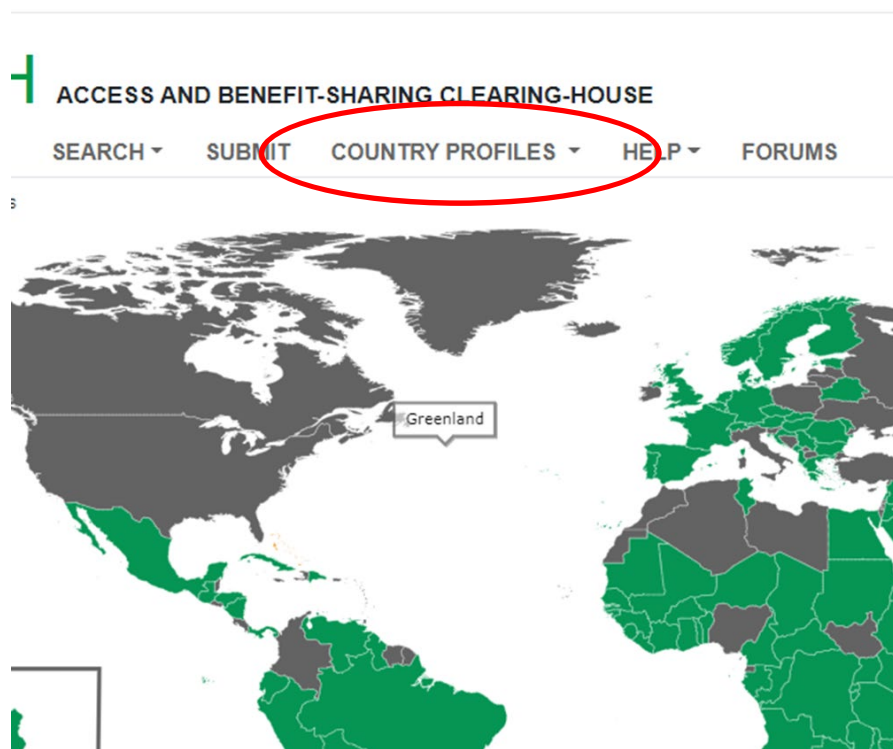 H ACCESS AND BENEFIT-SHARING CLEARING-HOUSE
SEARCH SUBMIT COUNTRY PROFILES HELP FORUMS
s
Greenland